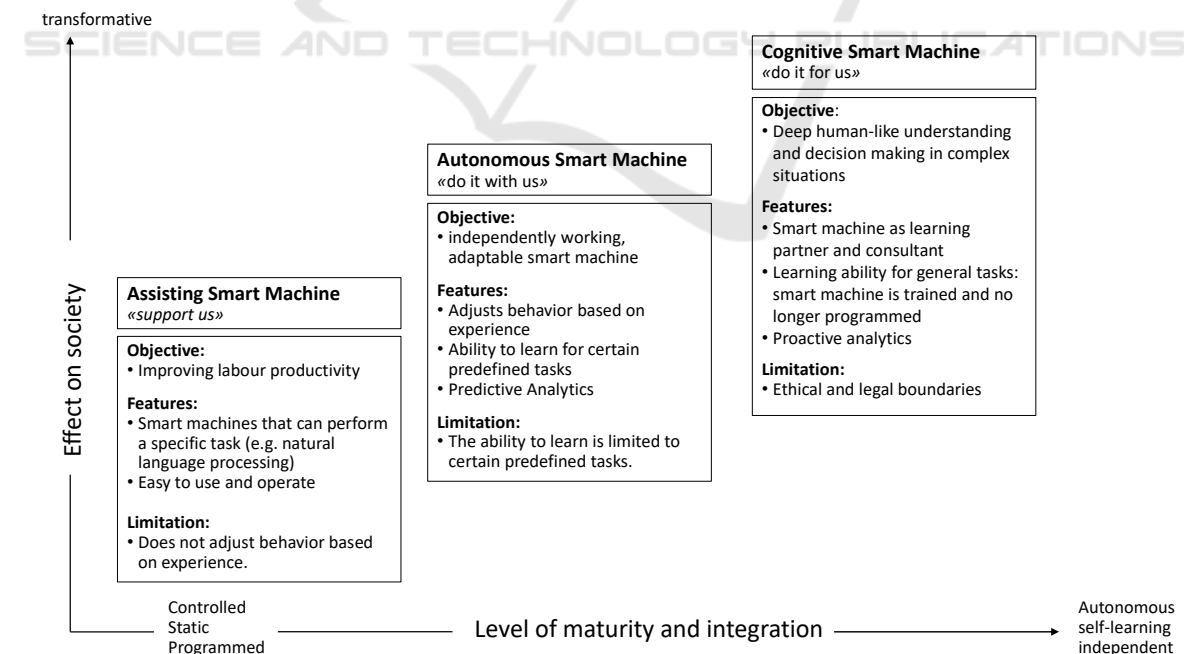 transformative
SCIENCE AND TECHNOLOGY PUBLICATIONS
Cognitive Smart Machine
«do it for us»
Objective:
• Deep human-like understanding
and decision making in complex
situations
Features:
• Smart machine as learning
partner and consultant
• Learning ability for general tasks:
smart machine is trained and no
longer programmed
• Proactive analytics
Limitation:
• Ethical and legal boundaries
Autonomous Smart Machine
«do it with us»
Objective:
• independently working,
adaptable smart machine
Features:
• Adjusts behavior based on
experience
• Ability to learn for certain
predefined tasks
• Predictive Analytics
Limitation:
• The ability to learn is limited to
certain predefined tasks.
Assisting Smart Machine
«support us»
Objective:
• Improving labour productivity
Features:
• Smart machines that can perform
a specific task (e.g. natural
language processing)
• Easy to use and operate
Limitation:
• Does not adjust behavior based
on experience.
Effect on society
Controlled
Static
Programmed
Level of maturity and integration
Autonomous
self-learning
independent